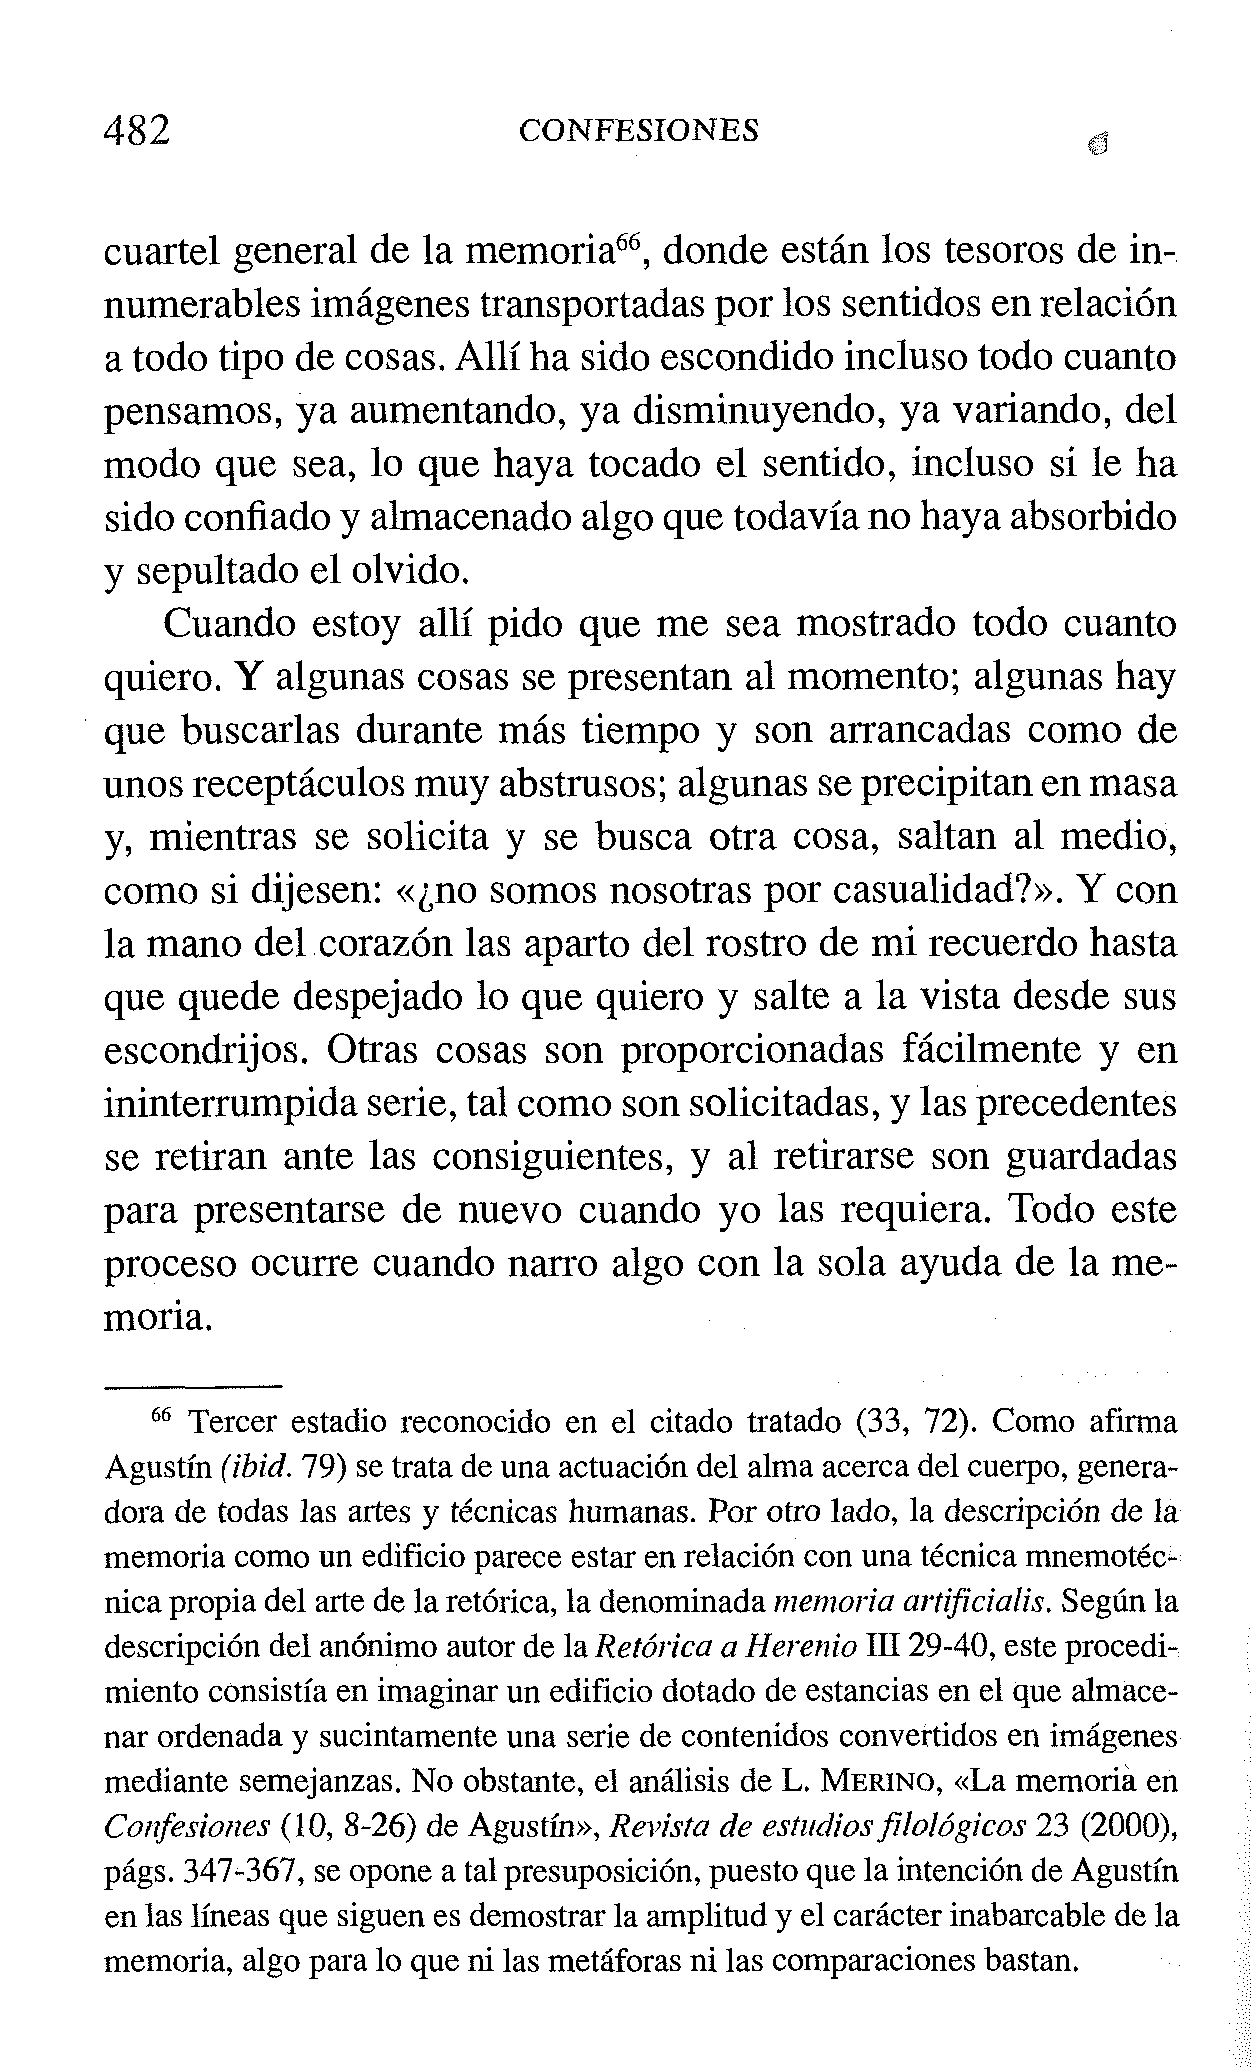 482 CONFESIONES
cuartel general de la memoria⁶⁶, donde están los tesoros de in-
numerables imágenes transportadas por los sentidos en relación
a todo tipo de cosas. Allí ha sido escondido incluso todo cuanto
pensamos, ya aumentando, ya disminuyendo, ya variando, del
modo que sea, lo que haya tocado el sentido, incluso si le ha
sido confiado y almacenado algo que todavía no haya absorbido
y sepultado el olvido.
Cuando estoy allí pido que me sea mostrado todo cuanto
quiero. Y algunas cosas se presentan al momento; algunas hay
que buscarlas durante más tiempo y son arrancadas como de
unos receptáculos muy abstrusos; algunas se precipitan en masa
y, mientras se solicita y se busca otra cosa, saltan al medio,
como si dijesen: «¿no somos nosotras por casualidad?». Y con
la mano del corazón las aparto del rostro de mi recuerdo hasta
que quede despejado lo que quiero y salte a la vista desde sus
escondrijos. Otras cosas son proporcionadas fácilmente y en
ininterrumpida serie, tal como son solicitadas, y las precedentes
se retiran ante las consiguientes, y al retirarse son guardadas
para presentarse de nuevo cuando yo las requiera. Todo este
proceso ocurre cuando narro algo con la sola ayuda de la me-
moria.
⁶⁶ Tercer estadio reconocido en el citado tratado (33, 72). Como afirma
Agustín (ibid. 79) se trata de una actuación del alma acerca del cuerpo, genera-
dora de todas las artes y técnicas humanas. Por otro lado, la descripción de la
memoria como un edificio parece estar en relación con una técnica mnemotéc-
nica propia del arte de la retórica, la denominada memoria artificialis. Según la
descripción del anónimo autor de la Retórica a Herenio III 29-40, este procedi-
miento consistía en imaginar un edificio dotado de estancias en el que almace-
nar ordenada y sucintamente una serie de contenidos convertidos en imágenes
mediante semejanzas. No obstante, el análisis de L. MERINO, «La memoria en
Confesiones (10, 8-26) de Agustín», Revista de estudios filológicos 23 (2000),
págs. 347-367, se opone a tal presuposición, puesto que la intención de Agustín
en las líneas que siguen es demostrar la amplitud y el carácter inabarcable de la
memoria, algo para lo que ni las metáforas ni las comparaciones bastan.